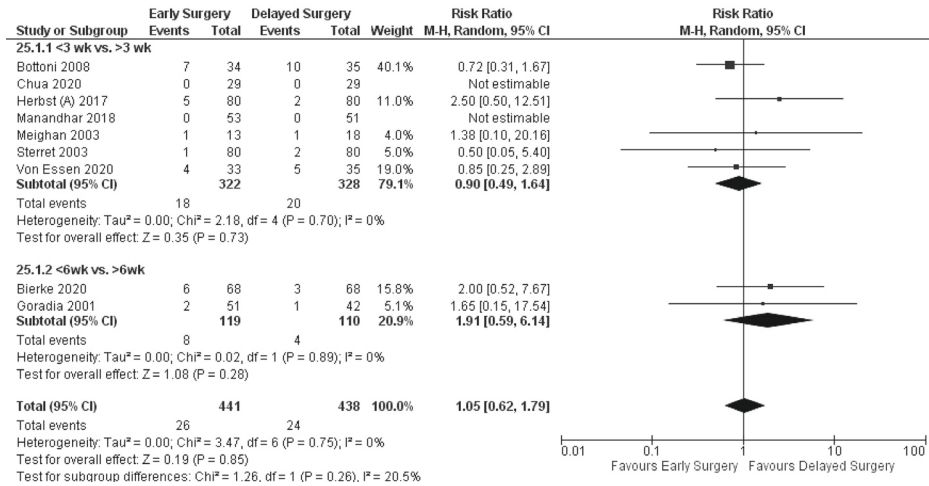 Early Surgery Delayed Surgery Risk Ratio Risk Ratio
Study or Subgroup Events Total Events Total Weight M-H, Random, 95% CI M-H, Random, 95% CI
25.1.1 <3 wk vs. >3 wk
Bottoni 2008 7 34 10 35 40.1% 0.72 [0.31, 1.67]
Chua 2020 0 29 0 29 Not estimable
Herbst (A) 2017 5 80 2 80 11.0% 2.50 [0.50, 12.51]
Manandhar 2018 0 53 0 51 Not estimable
Meighan 2003 1 13 1 18 4.0% 1.38 [0.10, 20.16]
Sterret 2003 1 80 2 80 5.0% 0.50 [0.05, 5.40]
Von Essen 2020 4 33 5 35 19.0% 0.85 [0.25, 2.89]
Subtotal (95% CI) 322 328 79.1% 0.90 [0.49, 1.64]
Total events 18 20
Heterogeneity: Tau² = 0.00; Chi² = 2.18, df = 4 (P = 0.70); I² = 0%
Test for overall effect: Z = 0.35 (P = 0.73)
25.1.2 <6wk vs. >6wk
Bierke 2020 6 68 3 68 15.8% 2.00 [0.52, 7.67]
Goradia 2001 2 51 1 42 5.1% 1.65 [0.15, 17.54]
Subtotal (95% CI) 119 110 20.9% 1.91 [0.59, 6.14]
Total events 8 4
Heterogeneity: Tau² = 0.00; Chi² = 0.02, df = 1 (P = 0.89); I² = 0%
Test for overall effect: Z = 1.08 (P = 0.28)
Total (95% CI) 441 438 100.0% 1.05 [0.62, 1.79]
Total events 26 24
Heterogeneity: Tau² = 0.00; Chi² = 3.47, df = 6 (P = 0.75); I² = 0%
Test for overall effect: Z = 0.19 (P = 0.85)
Test for subgroup differences: Chi² = 1.26, df = 1 (P = 0.26), I² = 20.5%
0.01 0.1 1 10 100
Favours Early Surgery Favours Delayed Surgery